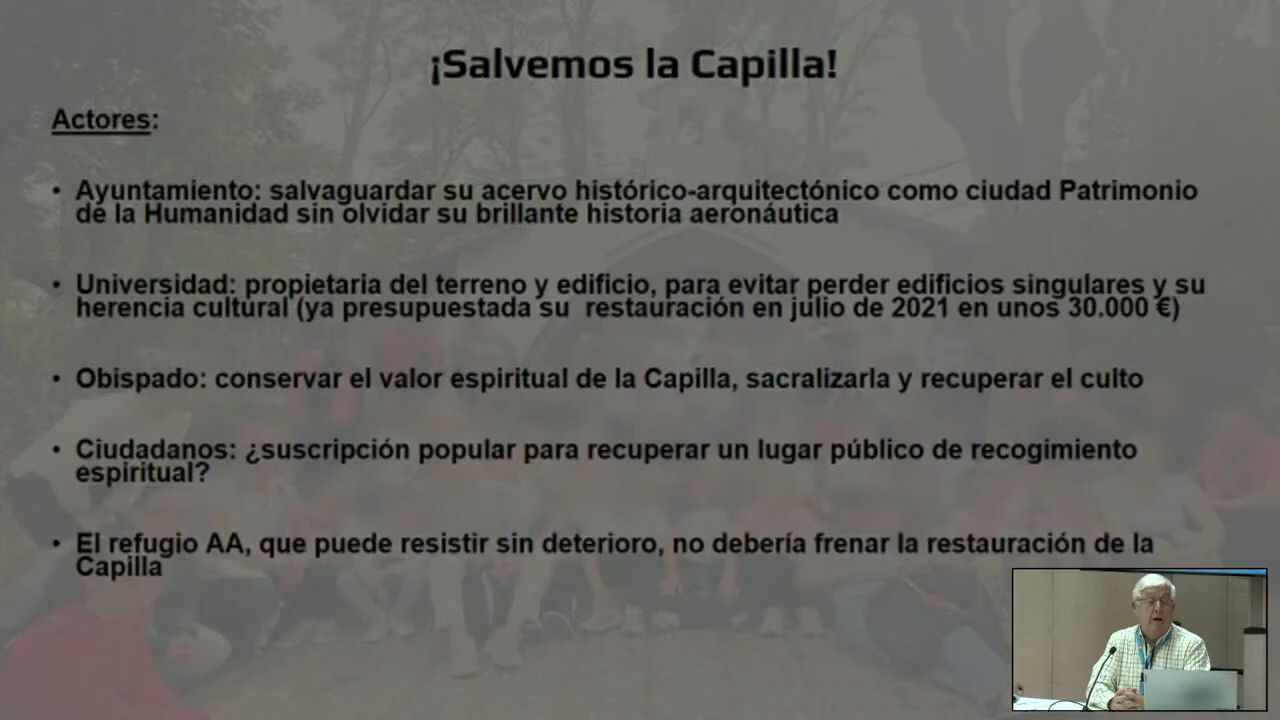 ¡Salvemos la Capilla!
Actores:
• Ayuntamiento: salvaguardar su acervo histórico-arquitectónico como ciudad Patrimonio
de la Humanidad sin olvidar su brillante historia aeronáutica
• Universidad: propietaria del terreno y edificio, para evitar perder edificios singulares y su
herencia cultural (ya presupuestada su restauración en julio de 2021 en unos 30.000 €)
• Obispado: conservar el valor espiritual de la Capilla, sacralizarla y recuperar el culto
• Ciudadanos: ¿suscripción popular para recuperar un lugar público de recogimiento
espiritual?
• El refugio AA, que puede resistir sin deterioro, no debería frenar la restauración de la
Capilla